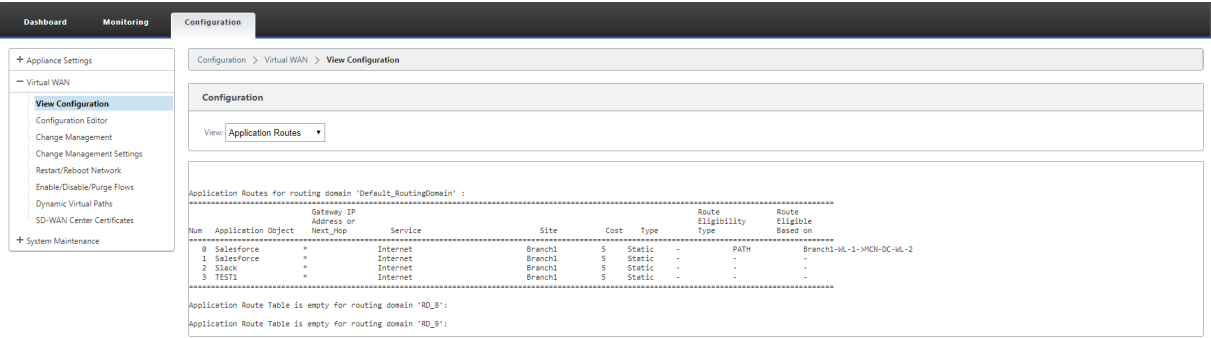 Dashboard Monitoring Configuration
+ Appliance Settings
− Virtual WAN
View Configuration
Configuration Editor
Change Management
Change Management Settings
Restart/Reboot Network
Enable/Disable/Purge Flows
Dynamic Virtual Paths
SD-WAN Center Certificates
+ System Maintenance
Configuration > Virtual WAN > View Configuration
Configuration
View: Application Routes
Application Routes for routing domain 'Default_RoutingDomain' :
Gateway IP Route Route
Address or Eligibility Eligible
Num Application Object Next_Hop Service Site Cost Type Type Based on
0 Salesforce * Internet Branch1 5 Static - PATH Branch1-WL-1->MCN-DC-WL-2
1 Salesforce * Internet Branch1 5 Static - - -
2 Slack * Internet Branch1 5 Static - - -
3 TEST1 * Internet Branch1 5 Static - - -
Application Route Table is empty for routing domain 'RD_8':
Application Route Table is empty for routing domain 'RD_9':